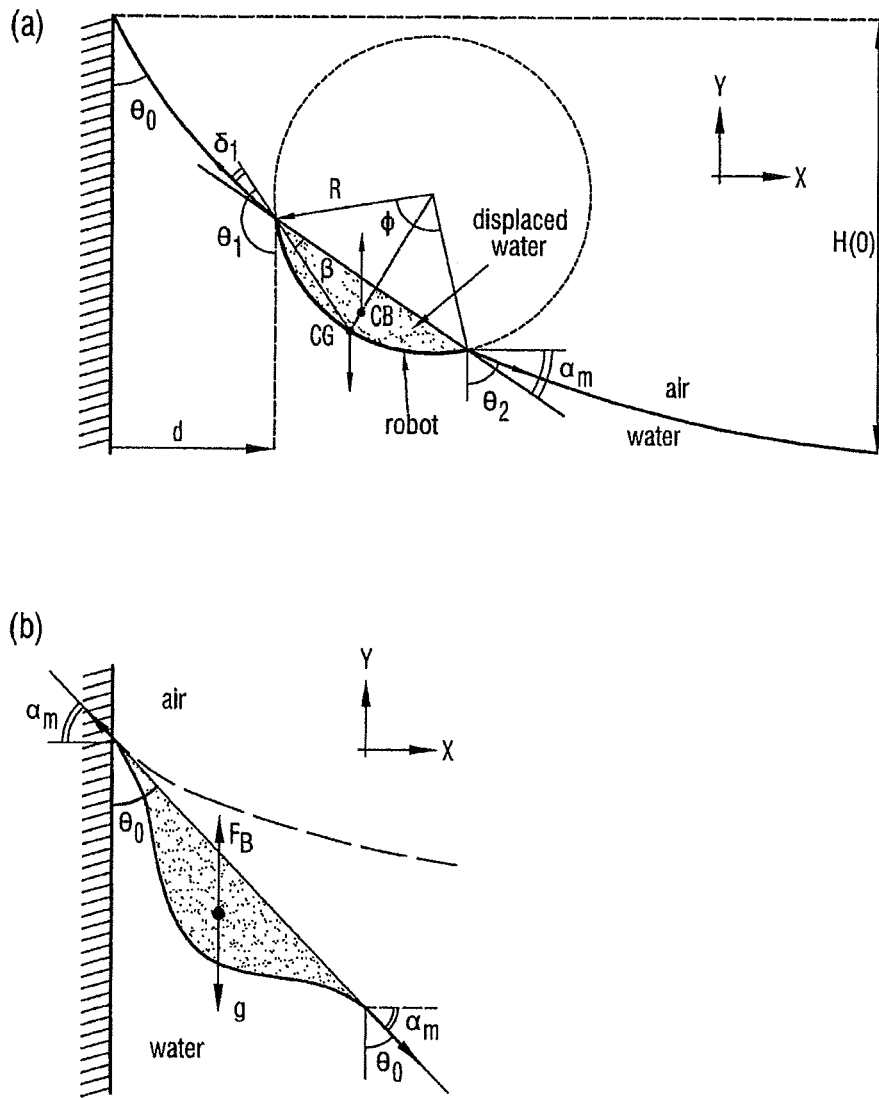 (a)
Y
X
H(0)
θ₀
δ₁
R
ϕ
displaced
water
θ₁
β
CB
CG
αₘ
θ₂
air
water
robot
d
(b)
Y
X
air
αₘ
θ₀
F_B
g
αₘ
θ₀
water